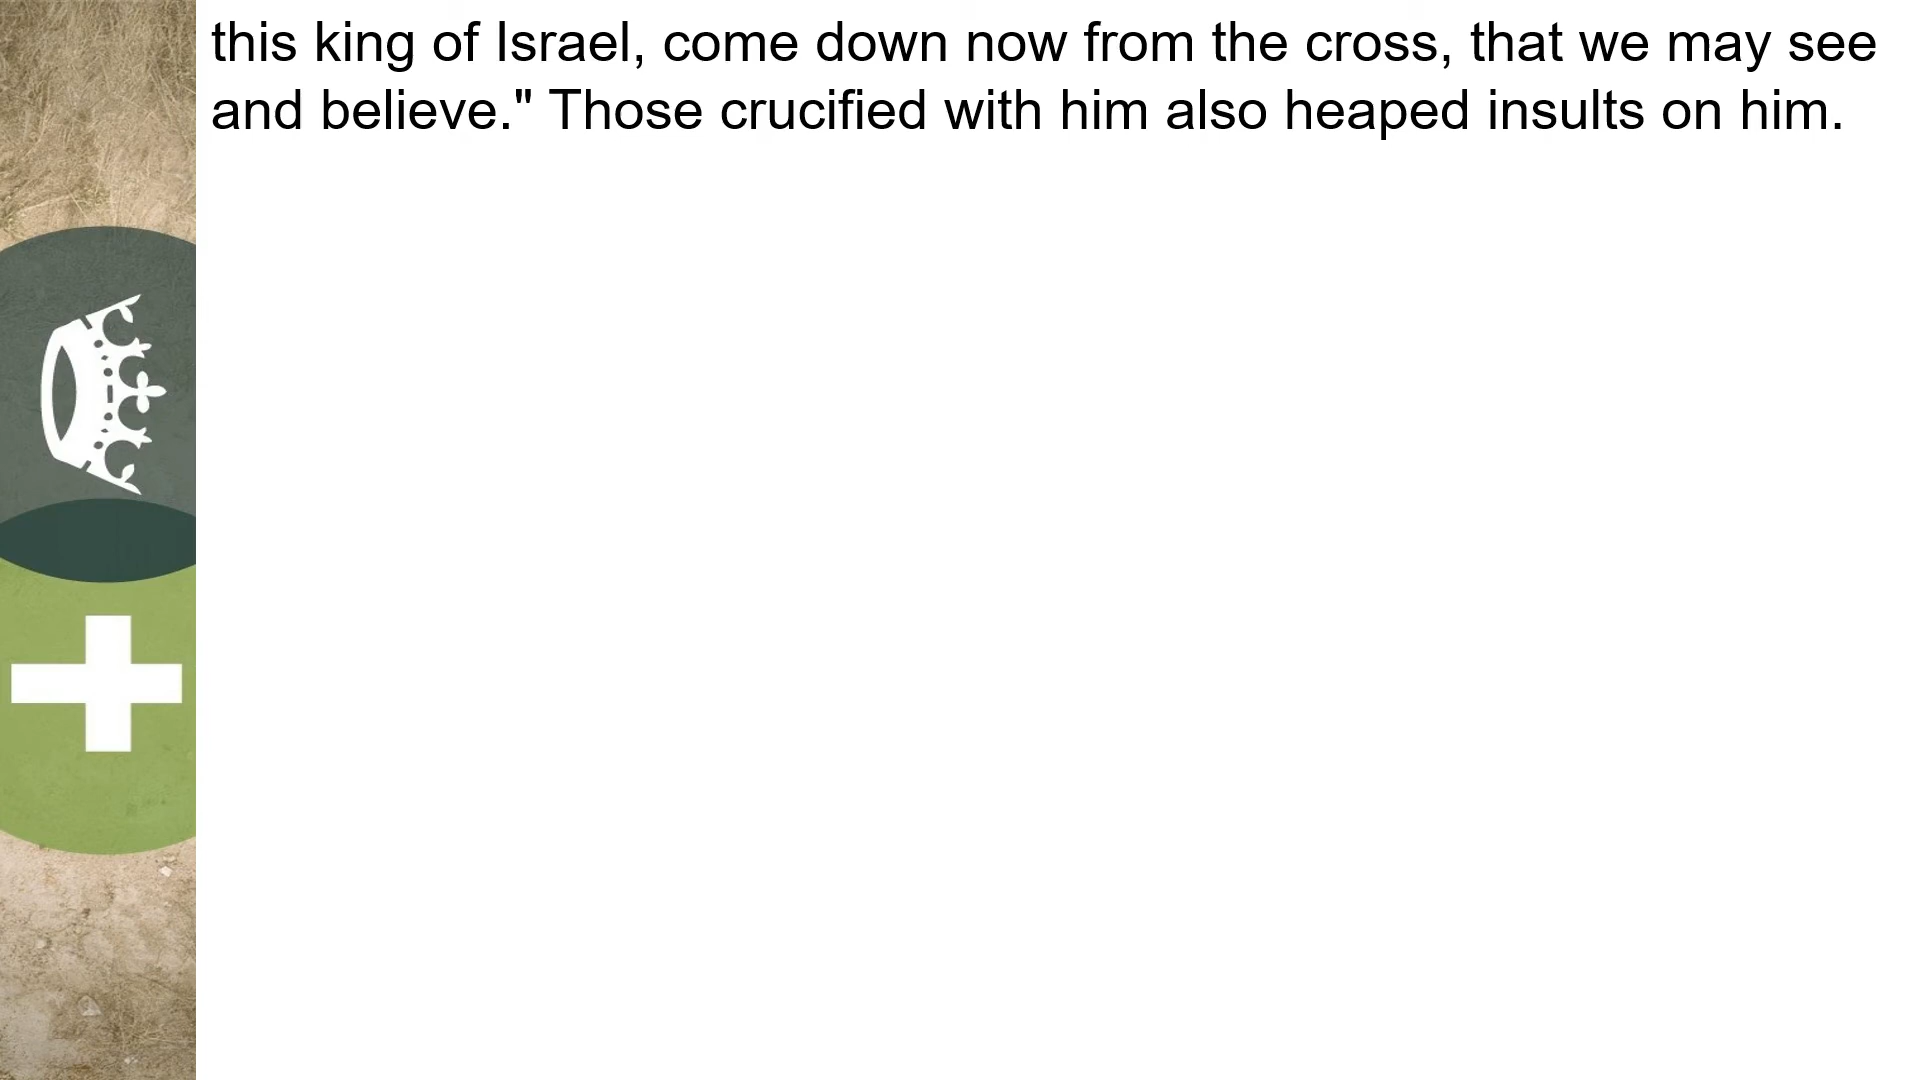 this king of Israel, come down now from the cross, that we may see
and believe." Those crucified with him also heaped insults on him.